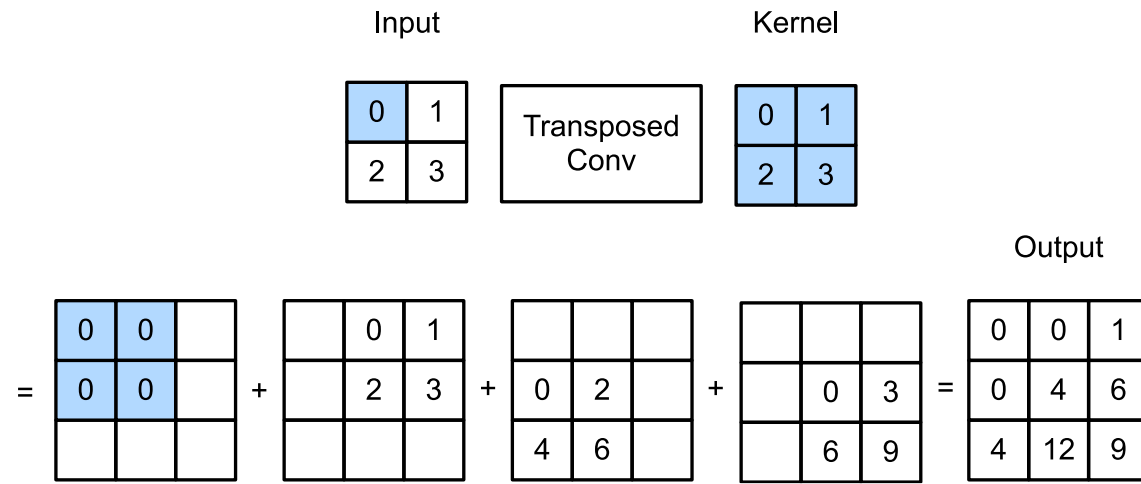 Input Kernel
0 1 Transposed 0 1
Conv
2 3 2 3
Output
0 0 0 1 0 0 1
= 0 0 + 2 3 + 0 2 + 0 3 = 0 4 6
4 6 6 9 4 12 9